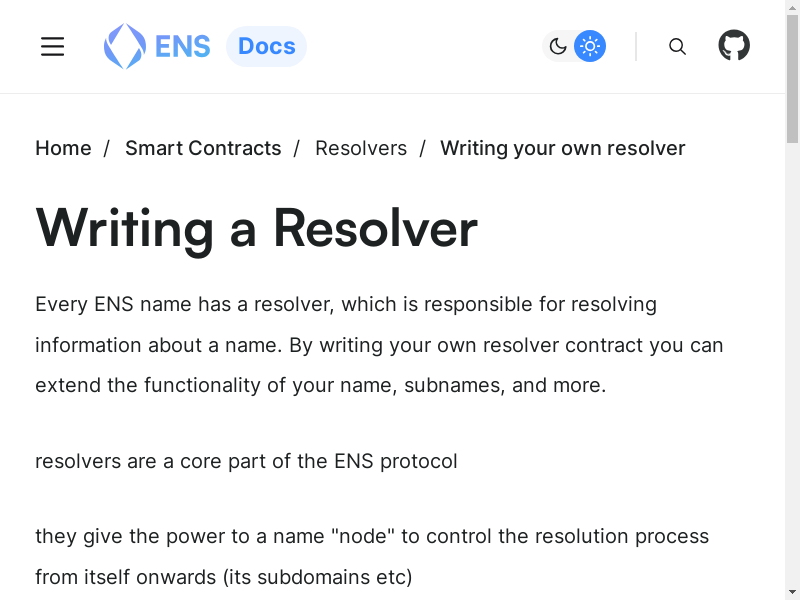 ENS Docs
Home / Smart Contracts / Resolvers / Writing your own resolver
Writing a Resolver
Every ENS name has a resolver, which is responsible for resolving
information about a name. By writing your own resolver contract you can
extend the functionality of your name, subnames, and more.
resolvers are a core part of the ENS protocol
they give the power to a name "node" to control the resolution process
from itself onwards (its subdomains etc)